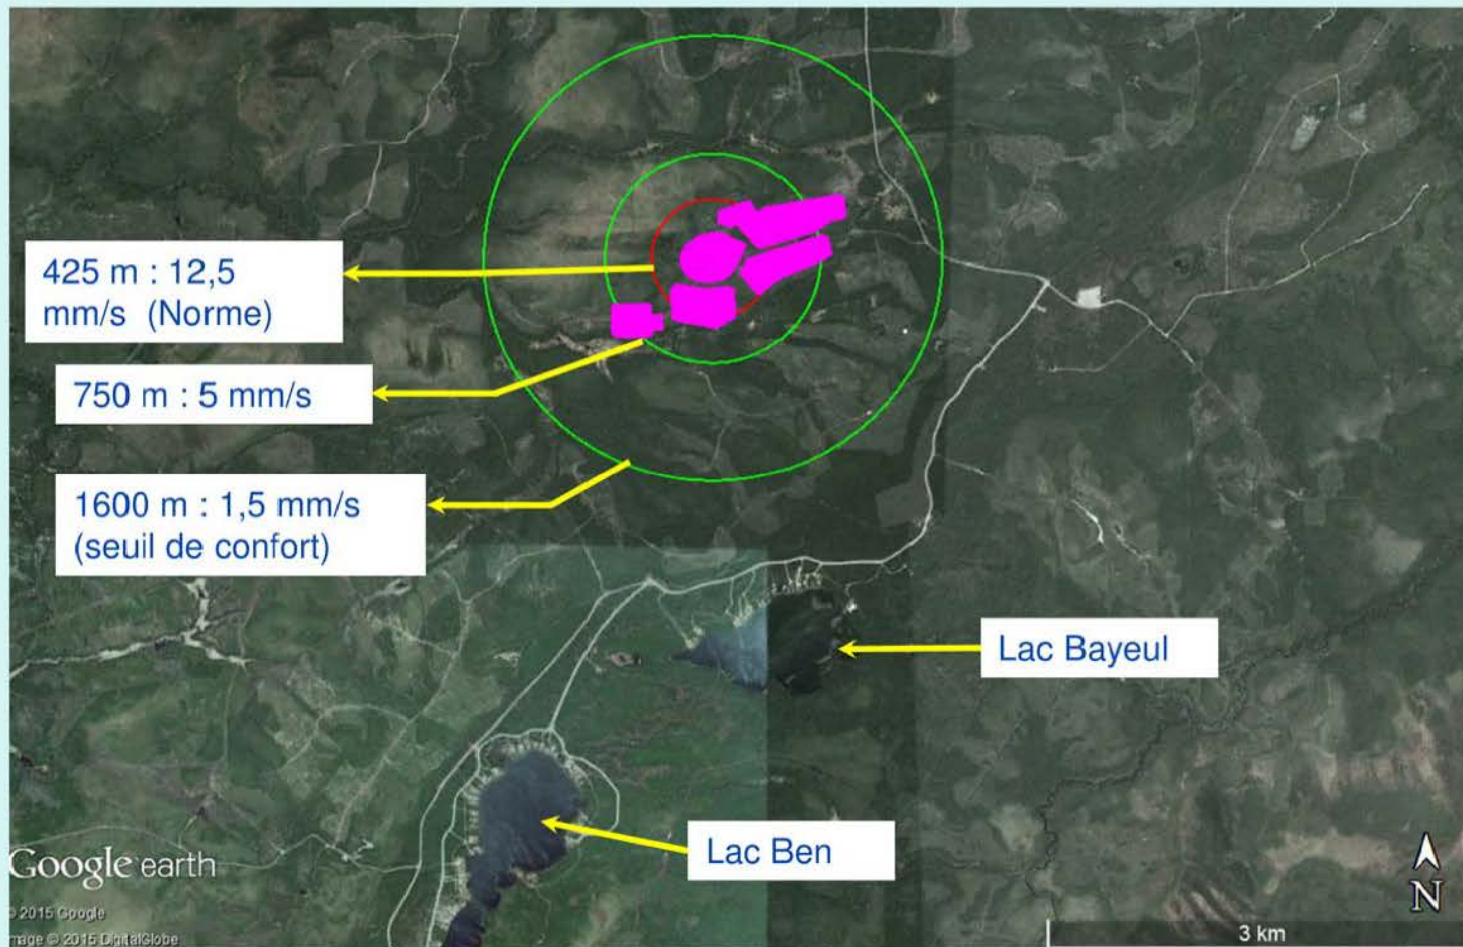 425 m : 12,5
mm/s (Norme)
750 m : 5 mm/s
1600 m : 1,5 mm/s
(seuil de confort)
Lac Bayeul
Lac Ben
Google earth
© 2015 Google
Image © 2015 DigitalGlobe
N
3 km